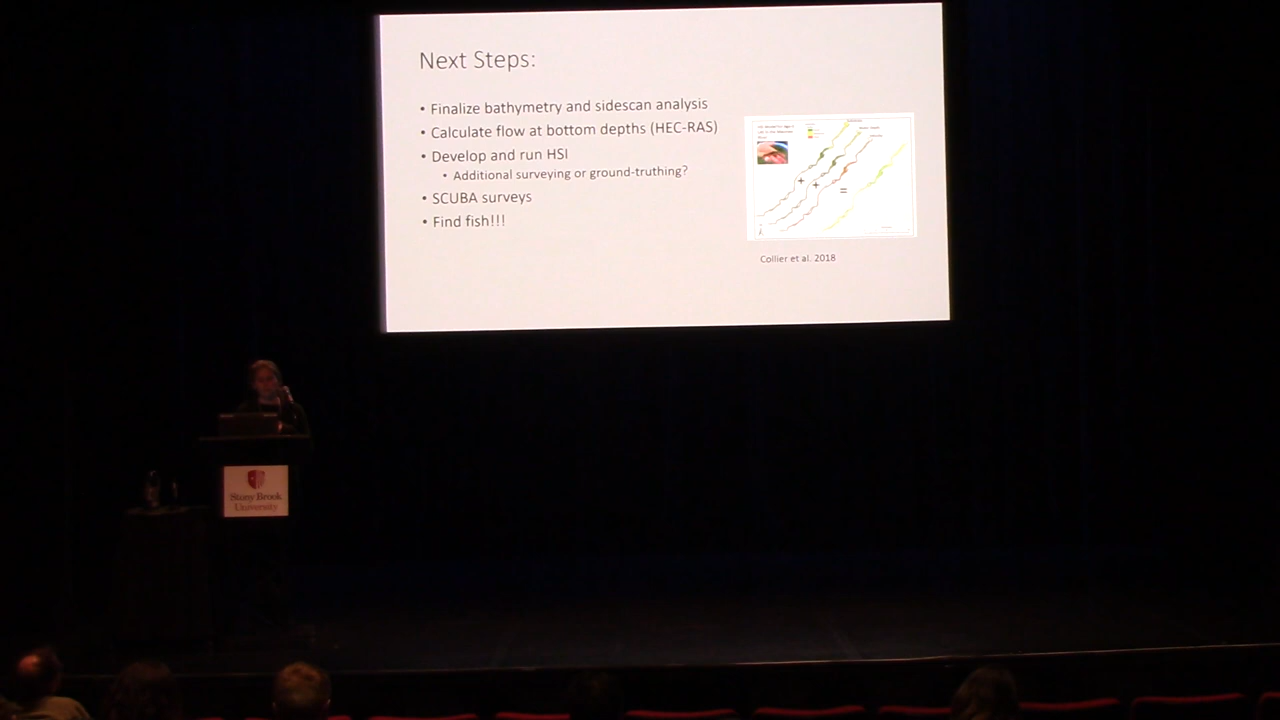 Next Steps:
• Finalize bathymetry and sidescan analysis
• Calculate flow at bottom depths (HEC-RAS)
• Develop and run HSI
• Additional surveying or ground-truthing?
• SCUBA surveys
• Find fish!!!
+
+
=
Collier et al. 2018
Stony Brook
University